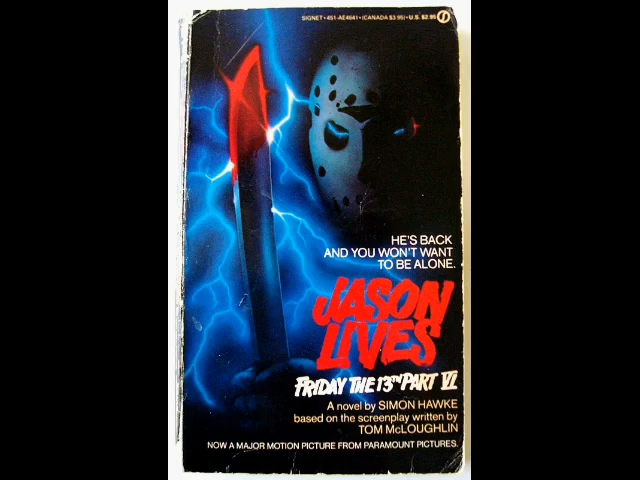 SIGNET • 451-AE4641 • (CANADA $3.95) • U.S. $2.95
HE'S BACK
AND YOU WON'T WANT
TO BE ALONE.
JASON
LIVES
FRIDAY THE 13TH PART VI
A novel by SIMON HAWKE
based on the screenplay written by
TOM McLOUGHLIN
NOW A MAJOR MOTION PICTURE FROM PARAMOUNT PICTURES.